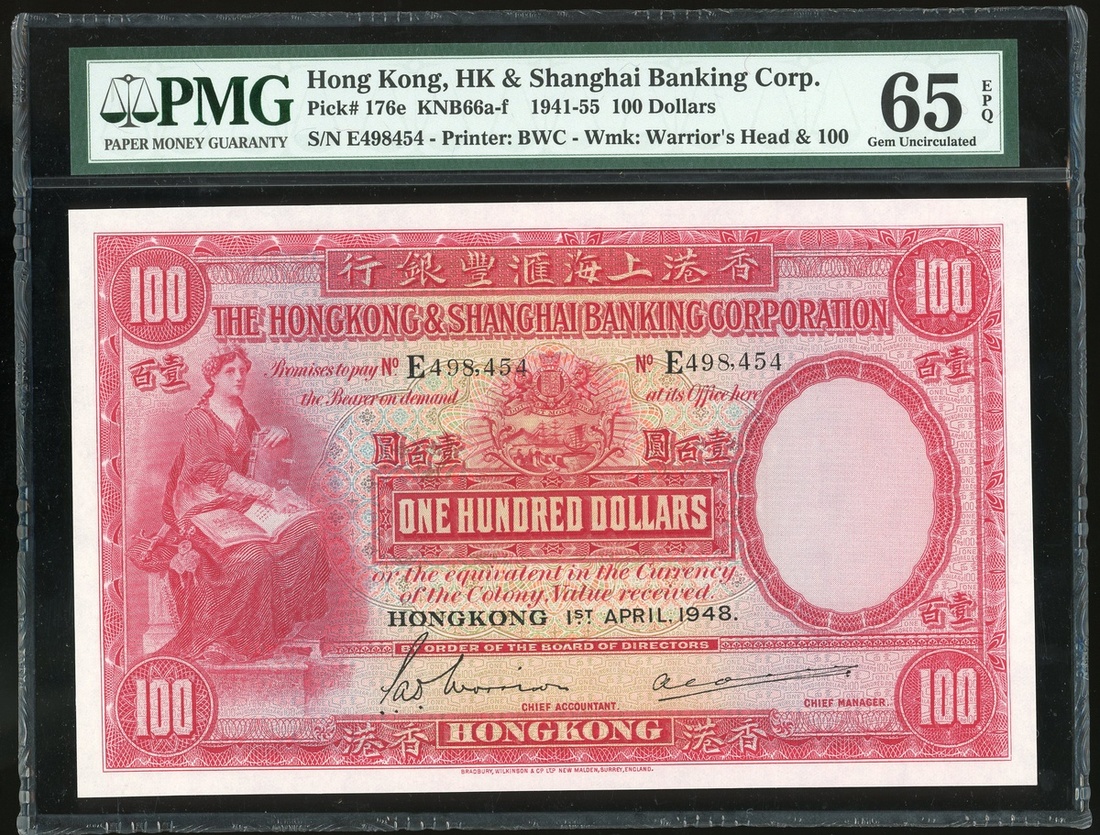 PMG
PAPER MONEY GUARANTY
Hong Kong, HK & Shanghai Banking Corp.
Pick# 176e KNB66a-f 1941-55 100 Dollars
S/N E498454 - Printer: BWC - Wmk: Warrior's Head & 100
65
EPQ
Gem Uncirculated
行銀豐滙海上港香
100
100
THE HONGKONG & SHANGHAI BANKING CORPORATION
百壹
百壹
Promises to pay No E498,454
No E498,454
the Bearer on demand
at its Office here
圓百壹
圓百壹
ONE HUNDRED DOLLARS
or the equivalent in the Currency
of the Colony, Value received.
百壹
HONGKONG 1ST APRIL, 1948.
BY ORDER OF THE BOARD OF DIRECTORS
CHIEF ACCOUNTANT.
CHIEF MANAGER.
100
100
港 HONGKONG 香港香
BRADBURY, WILKINSON & Co LTD NEW MALDEN, SURREY, ENGLAND.